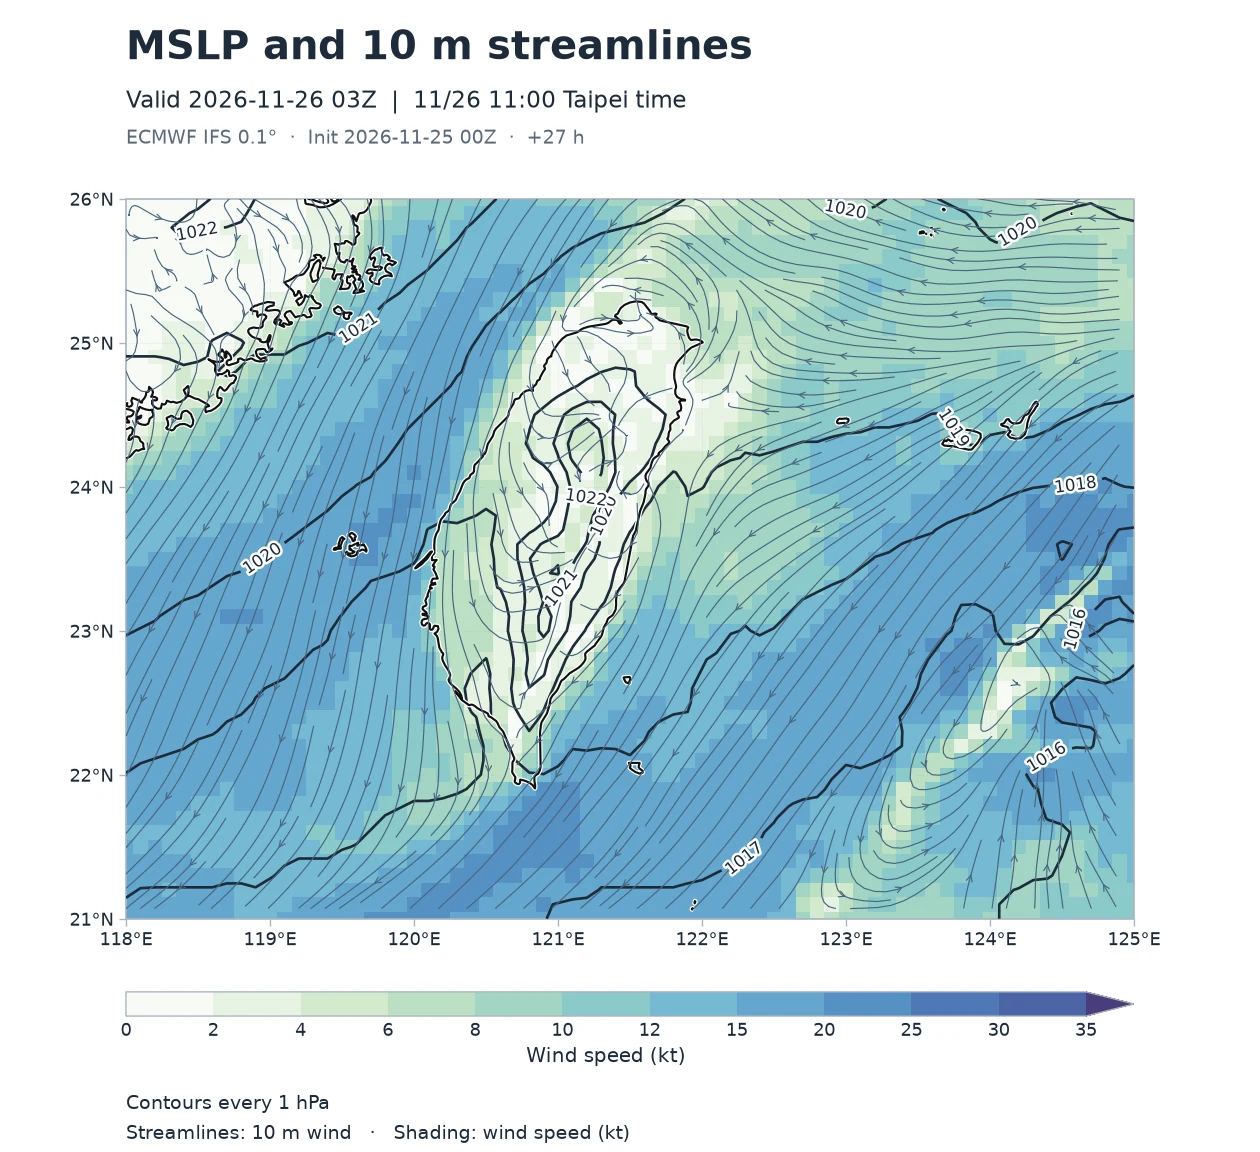 MSLP and 10 m streamlines
Valid 2026-11-26 03Z | 11/26 11:00 Taipei time
ECMWF IFS 0.1° · Init 2026-11-25 00Z · +27 h
26°N
25°N
24°N
23°N
22°N
21°N
1022
1020
1020
1021
1019
1018
1022
1020
1020
1021
1016
1016
1017
118°E 119°E 120°E 121°E 122°E 123°E 124°E 125°E
0 2 4 6 8 10 12 15 20 25 30 35
Wind speed (kt)
Contours every 1 hPa
Streamlines: 10 m wind · Shading: wind speed (kt)